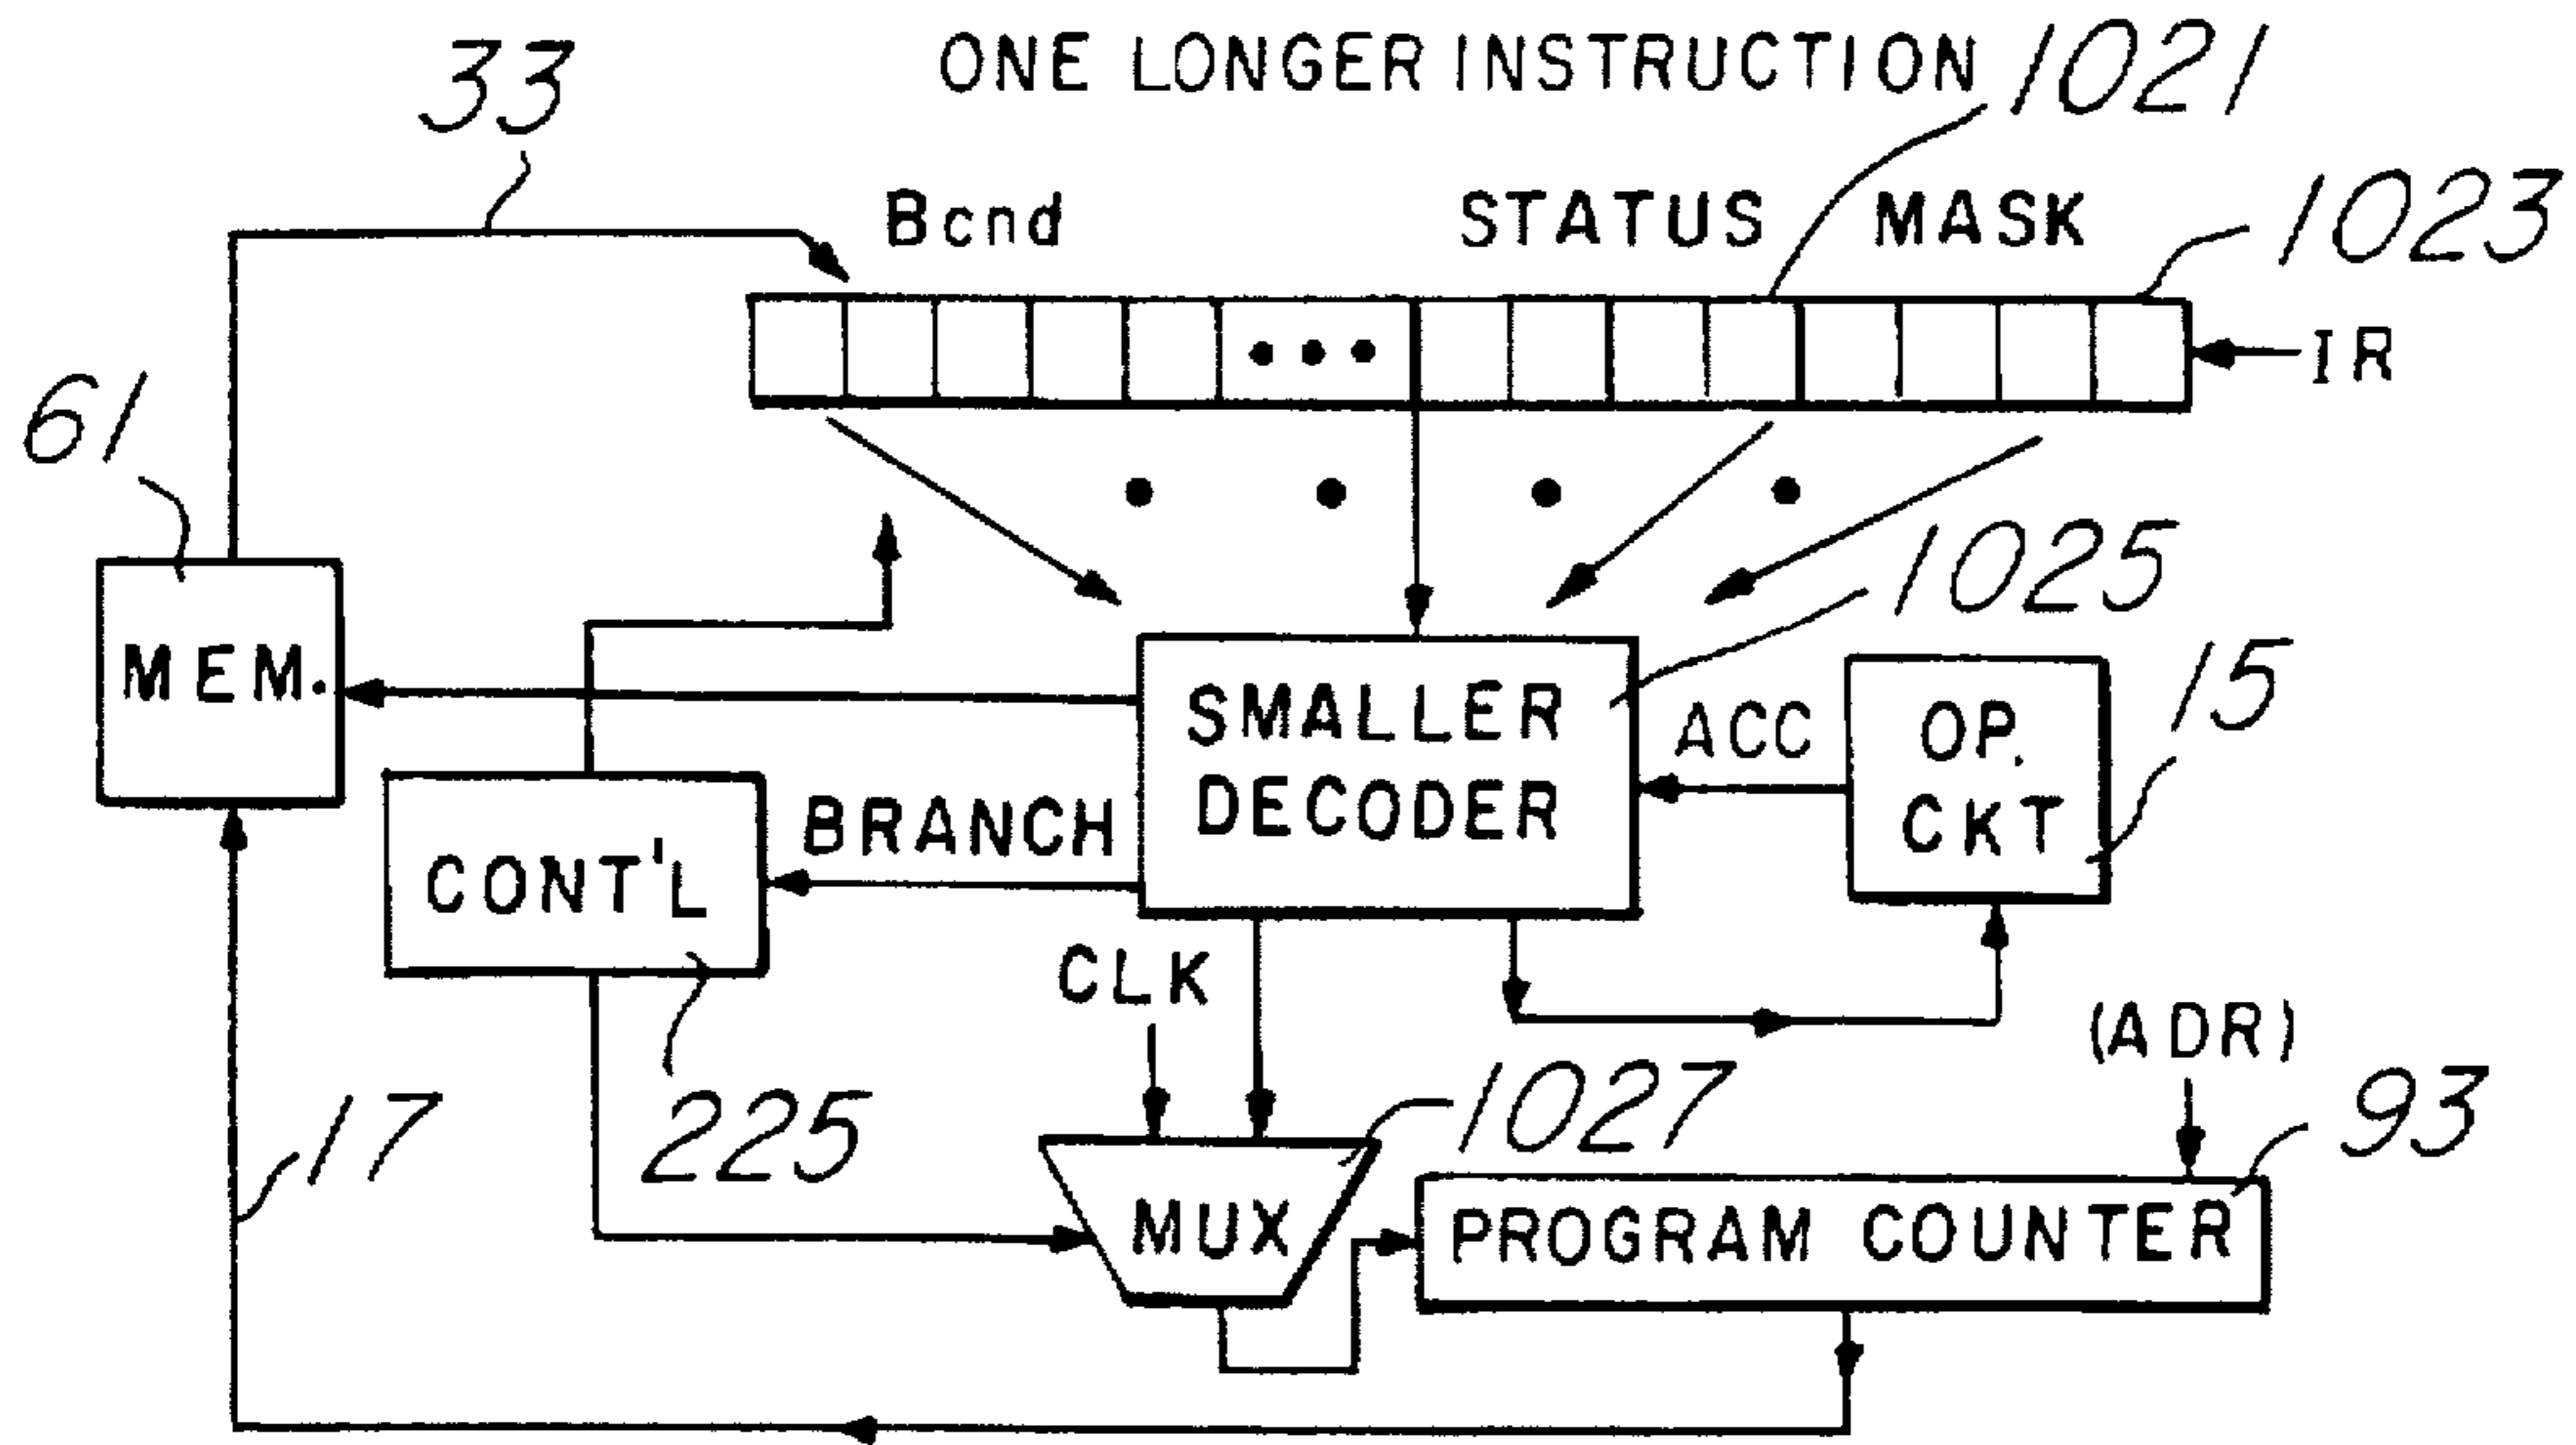 33
ONE LONGER INSTRUCTION
1021
Bcnd
STATUS MASK
1023
IR
61
MEM.
1025
SMALLER
DECODER
ACC
OP.
CKT
15
CONT'L
BRANCH
CLK
(ADR)
17
225
1027
93
MUX
PROGRAM COUNTER